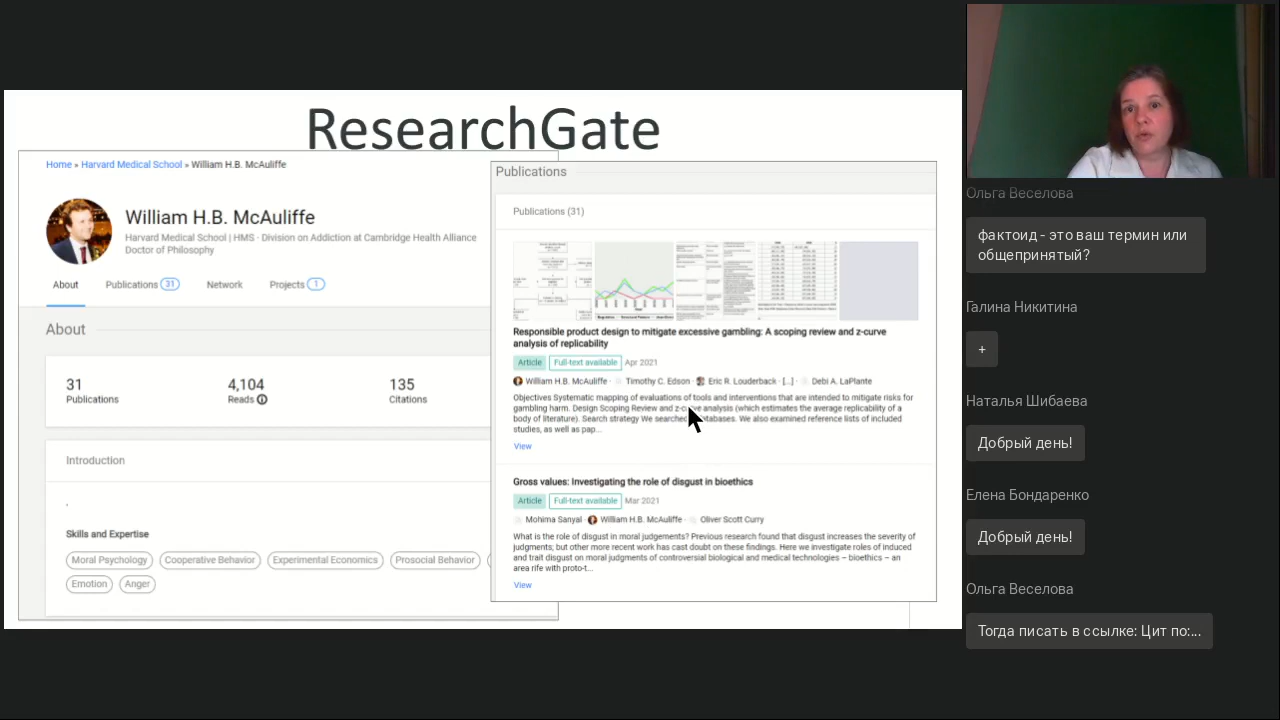 ResearchGate
Home » Harvard Medical School » William H.B. McAuliffe
William H.B. McAuliffe
Harvard Medical School | HMS · Division on Addiction at Cambridge Health Alliance
Doctor of Philosophy
About
Publications 31
Network
Projects 1
About
31
Publications
4,104
Reads
135
Citations
Introduction
.
Skills and Expertise
Moral Psychology
Cooperative Behavior
Experimental Economics
Prosocial Behavior
Emotion
Anger
Publications
Publications (31)
Responsible product design to mitigate excessive gambling: A scoping review and z-curve
analysis of replicability
Article Full-text available Apr 2021
William H.B. McAuliffe · Timothy C. Edson · Eric R. Louderback · [...] · Debi A. LaPlante
Objectives Systematic mapping of evaluations of tools and interventions that are intended to mitigate risks for
gambling harm. Design Scoping Review and z-curve analysis (which estimates the average replicability of a
body of literature). Search strategy We searched databases. We also examined reference lists of included
studies, as well as pap...
View
Gross values: Investigating the role of disgust in bioethics
Article Full-text available Mar 2021
Mohima Sanyal · William H.B. McAuliffe · Oliver Scott Curry
What is the role of disgust in moral judgements? Previous research found that disgust increases the severity of
judgments; but other more recent work has cast doubt on these findings. Here we investigate roles of induced
and trait disgust on moral judgments of controversial biological and medical technologies – bioethics – an
area rife with proto-t...
View
Ольга Веселова
фактоид - это ваш термин или
общепринятый?
Галина Никитина
+
Наталья Шибаева
Добрый день!
Елена Бондаренко
Добрый день!
Ольга Веселова
Тогда писать в ссылке: Цит по:...